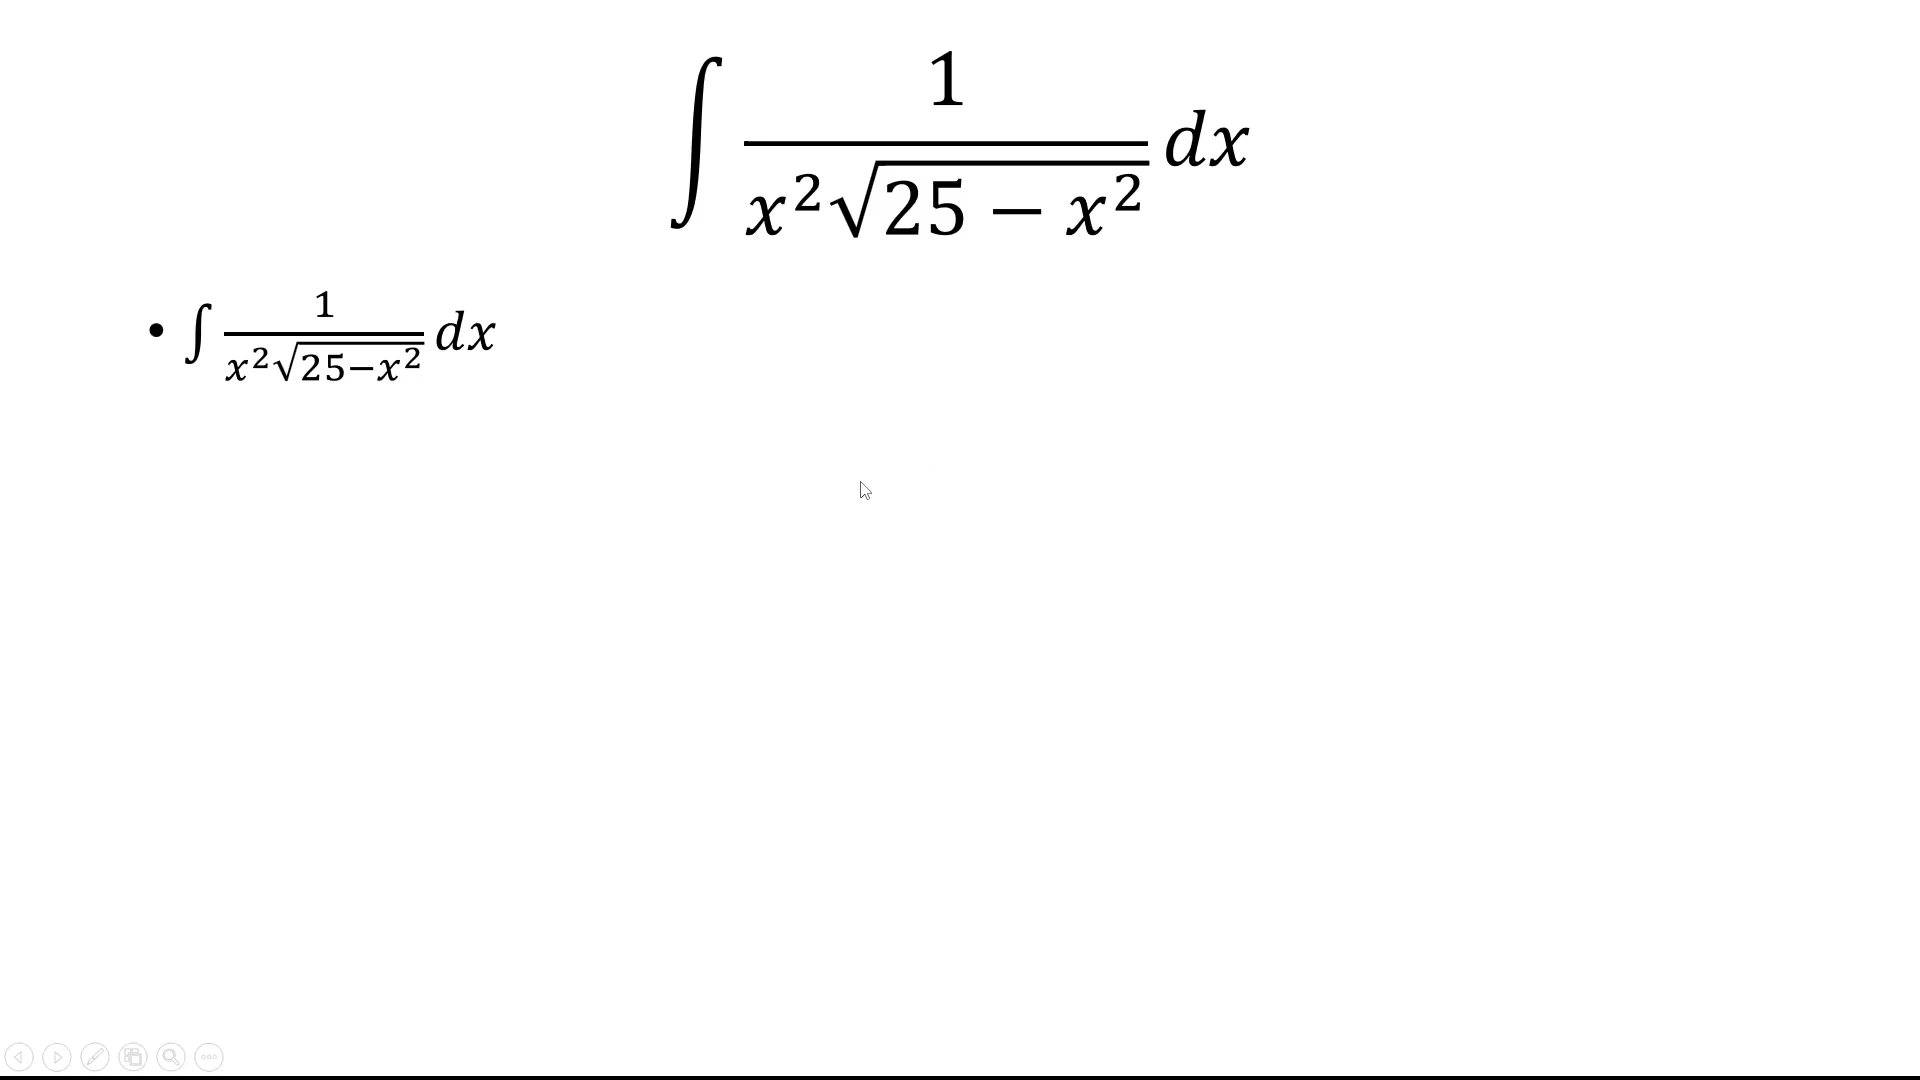 ∫ 1/(x²√(25 − x²)) dx
• ∫ 1/(x²√(25−x²)) dx